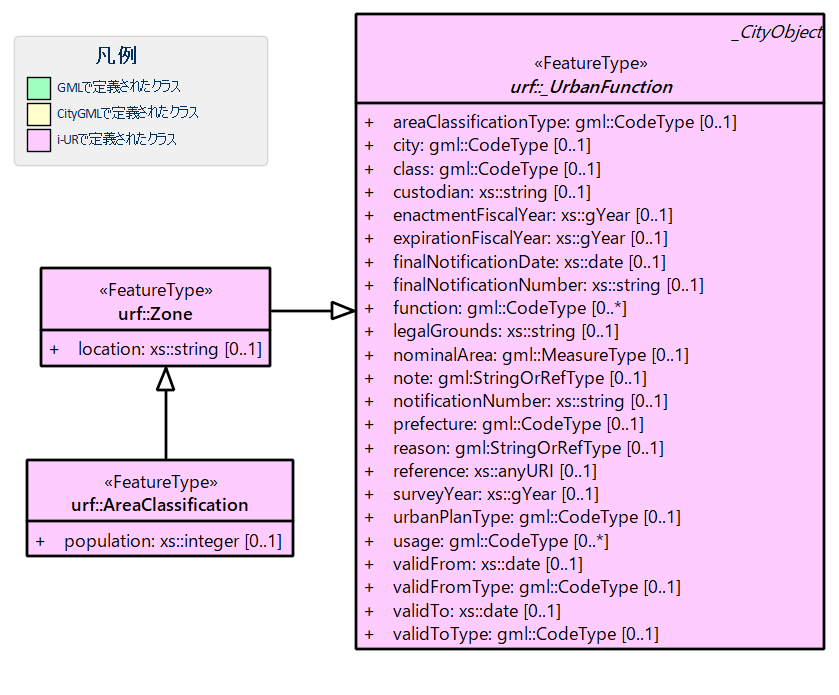 凡例
GMLで定義されたクラス
CityGMLで定義されたクラス
i-URで定義されたクラス
_CityObject
«FeatureType»
urf::_UrbanFunction
+ areaClassificationType: gml::CodeType [0..1]
+ city: gml::CodeType [0..1]
+ class: gml::CodeType [0..1]
+ custodian: xs::string [0..1]
+ enactmentFiscalYear: xs::gYear [0..1]
+ expirationFiscalYear: xs::gYear [0..1]
+ finalNotificationDate: xs::date [0..1]
+ finalNotificationNumber: xs::string [0..1]
+ function: gml::CodeType [0..*]
+ legalGrounds: xs::string [0..1]
+ nominalArea: gml::MeasureType [0..1]
+ note: gml:StringOrRefType [0..1]
+ notificationNumber: xs::string [0..1]
+ prefecture: gml::CodeType [0..1]
+ reason: gml:StringOrRefType [0..1]
+ reference: xs::anyURI [0..1]
+ surveyYear: xs::gYear [0..1]
+ urbanPlanType: gml::CodeType [0..1]
+ usage: gml::CodeType [0..*]
+ validFrom: xs::date [0..1]
+ validFromType: gml::CodeType [0..1]
+ validTo: xs::date [0..1]
+ validToType: gml::CodeType [0..1]
«FeatureType»
urf::Zone
+ location: xs::string [0..1]
«FeatureType»
urf::AreaClassification
+ population: xs::integer [0..1]